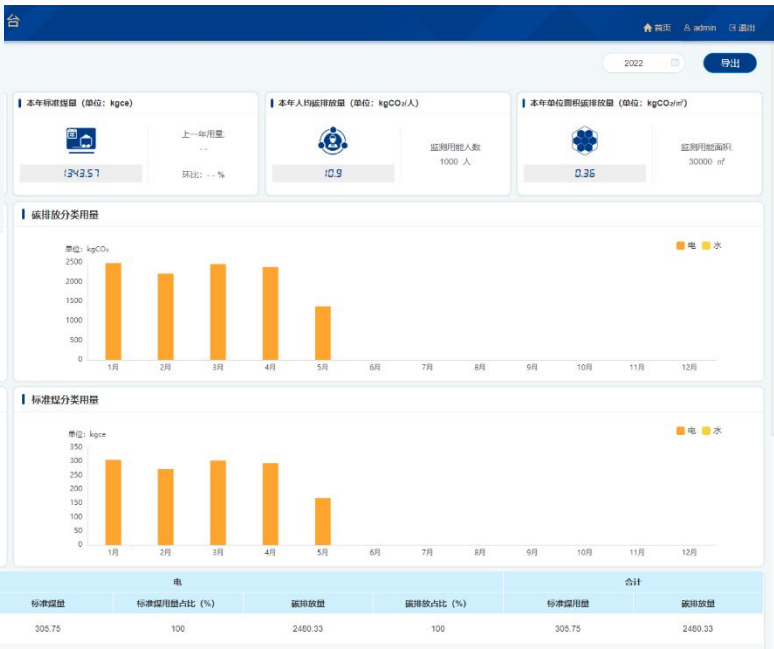 台
首页 admin 退出
2022 导出
本年标准煤量（单位：kgce）
上一年用量:
--
1343.57
环比：--%
本年人均碳排放量（单位：kgCO₂/人）
监测用能人数
1000 人
10.9
本年单位面积碳排放量（单位：kgCO₂/㎡）
监测用能面积
30000 ㎡
0.36
碳排放分类用量
单位：kgCO₂
电 水
2500
2000
1500
1000
500
0
1月 2月 3月 4月 5月 6月 7月 8月 9月 10月 11月 12月
标准煤分类用量
单位：kgce
电 水
350
300
250
200
150
100
50
0
1月 2月 3月 4月 5月 6月 7月 8月 9月 10月 11月 12月
电 合计
标准煤量 标准煤用量占比（%） 碳排放量 碳排放占比（%） 标准煤用量 碳排放量
305.75 100 2480.33 100 305.75 2480.33